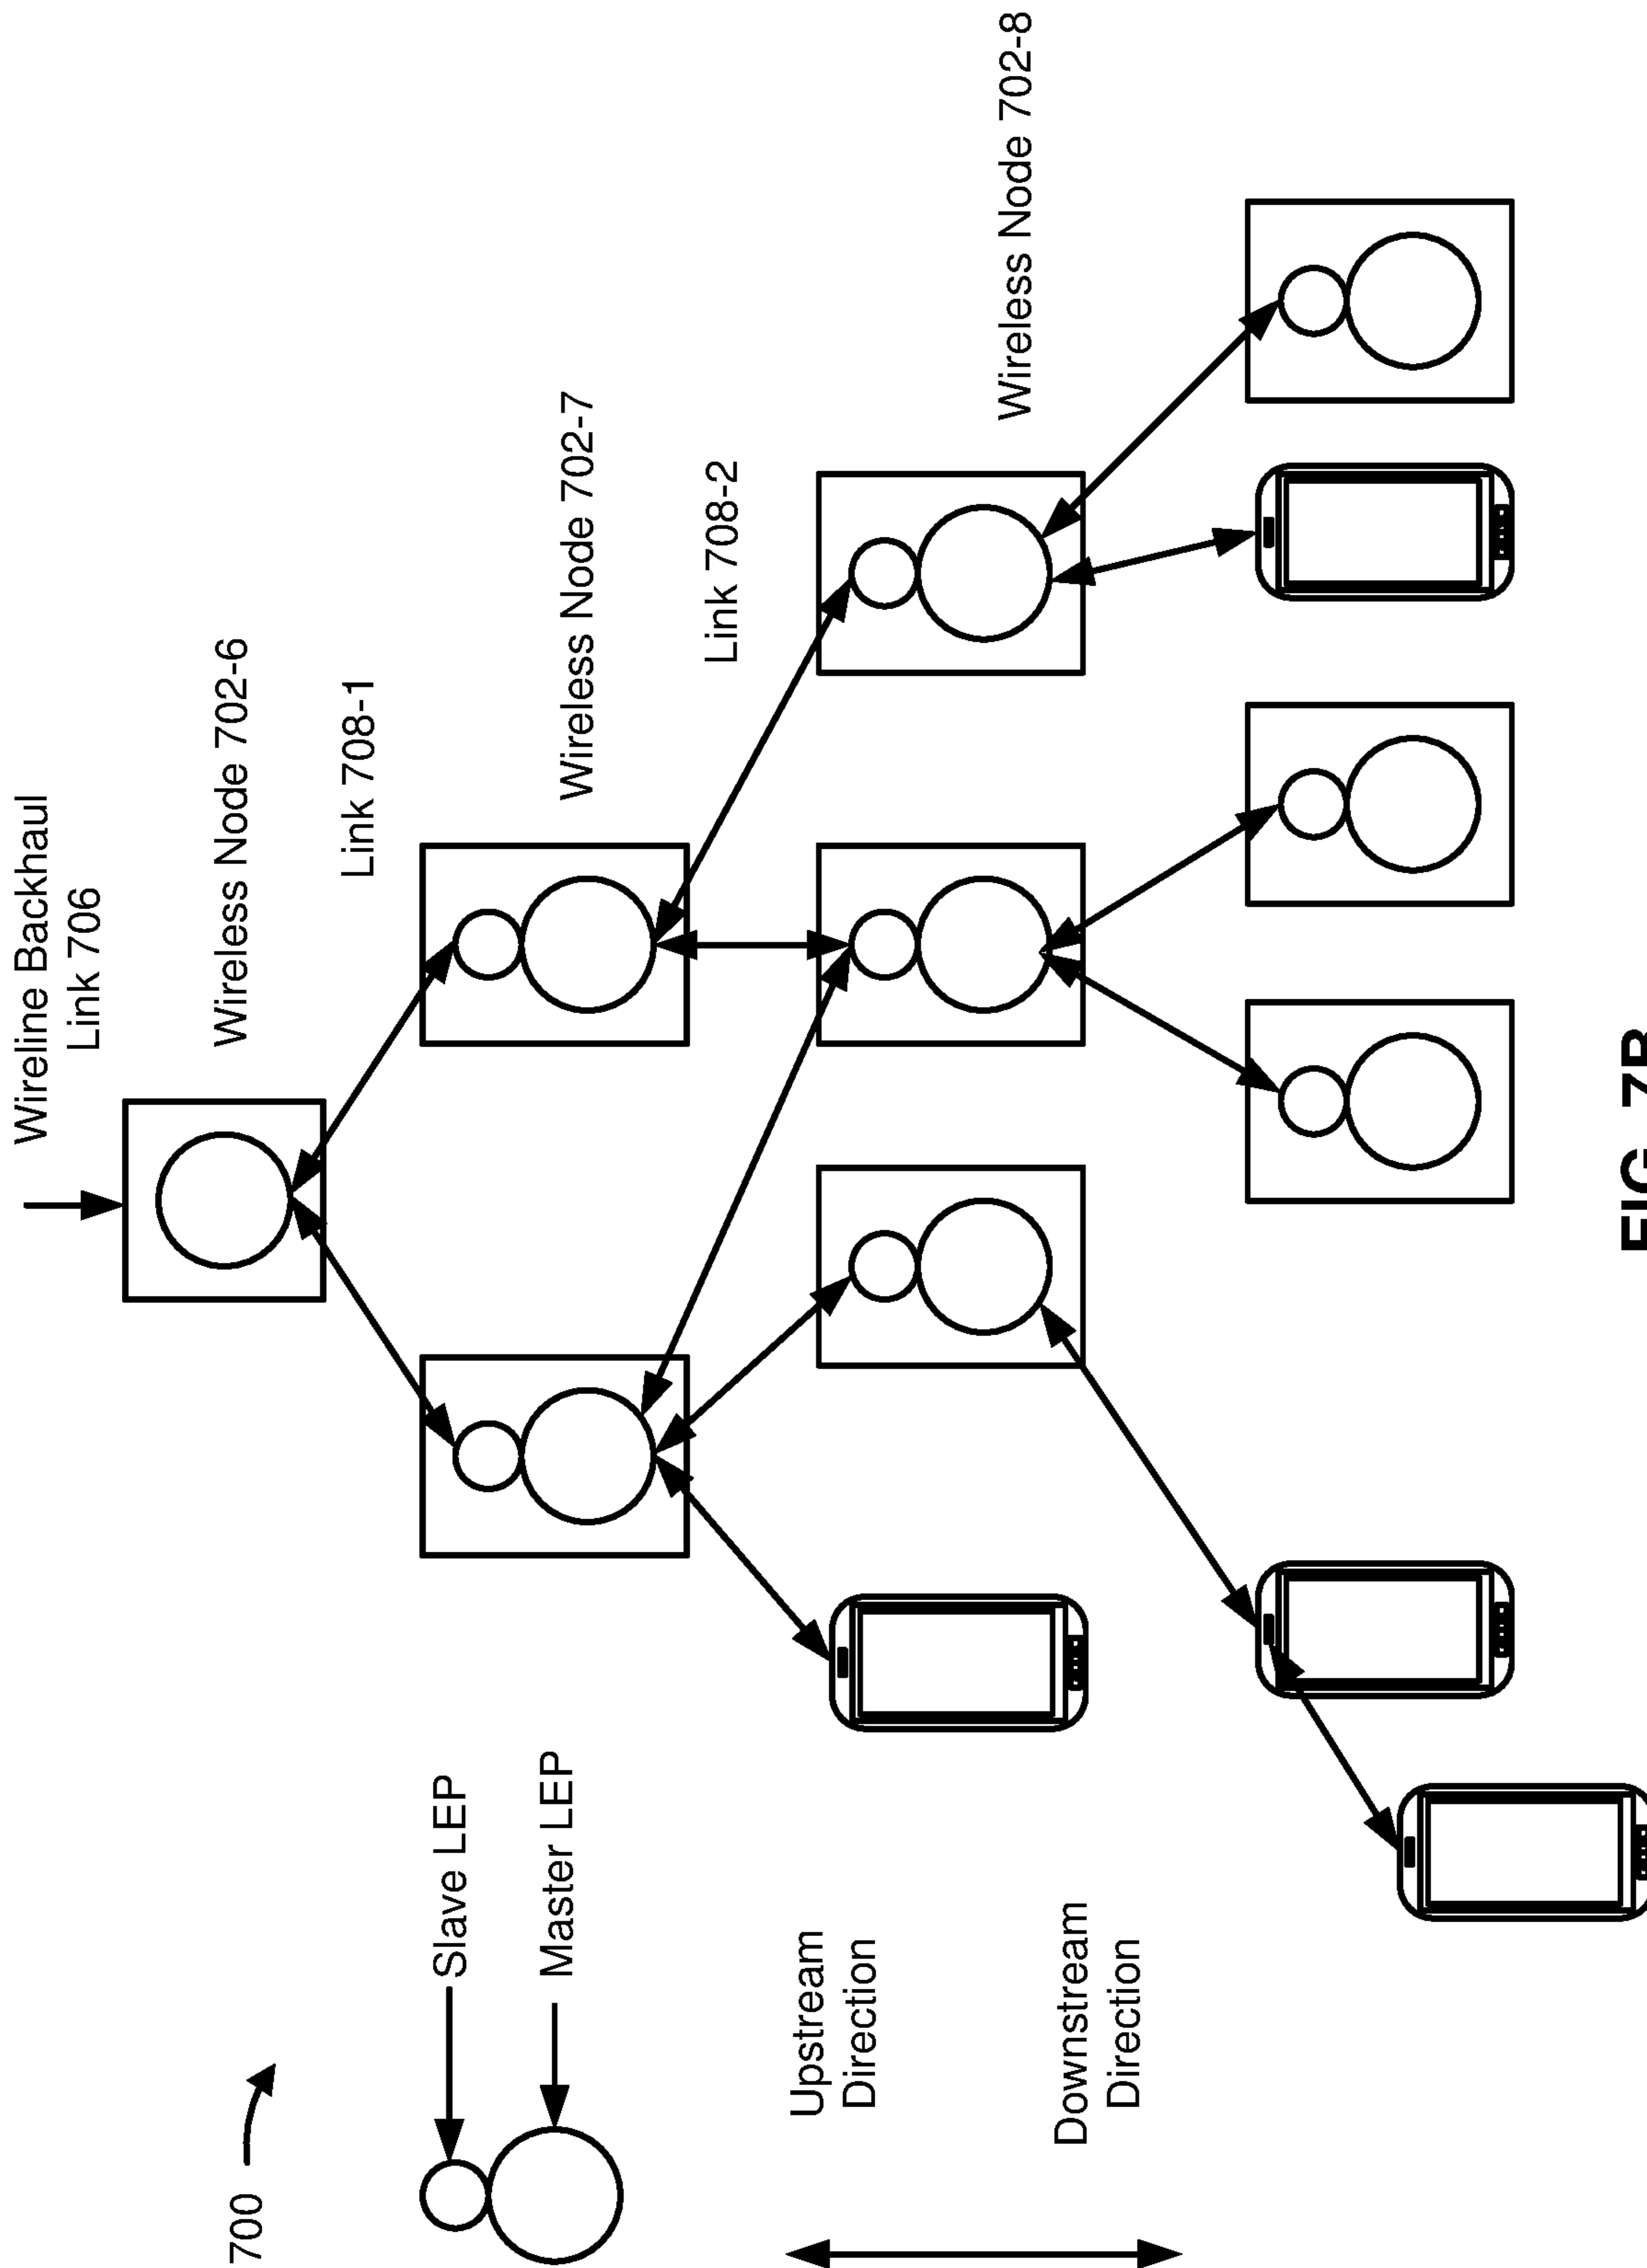 700
Slave LEP
Master LEP
Upstream
Direction
Downstream
Direction
Wireline Backhaul
Link 706
Wireless Node 702-6
Link 708-1
Wireless Node 702-7
Link 708-2
Wireless Node 702-8
FIG. 7B